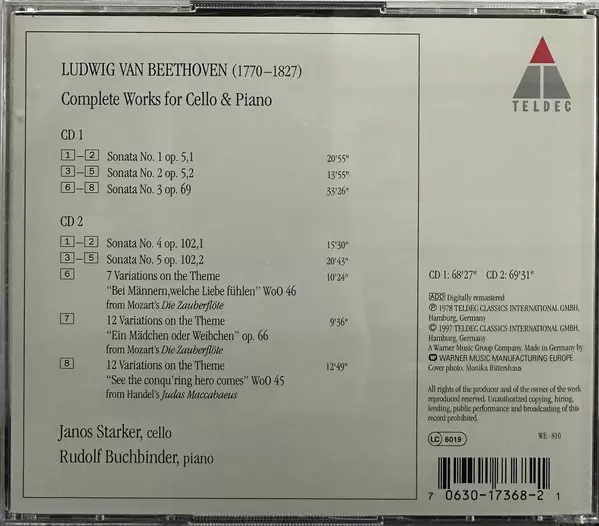 LUDWIG VAN BEETHOVEN (1770–1827)
Complete Works for Cello & Piano
TELDEC
CD 1
1–2 Sonata No. 1 op. 5,1 20'55"
3–5 Sonata No. 2 op. 5,2 13'55"
6–8 Sonata No. 3 op. 69 33'26"
CD 2
1–2 Sonata No. 4 op. 102,1 15'30"
3–5 Sonata No. 5 op. 102,2 20'43"
6 7 Variations on the Theme 10'24"
"Bei Männern, welche Liebe fühlen" WoO 46
from Mozart's Die Zauberflöte
7 12 Variations on the Theme 9'36"
"Ein Mädchen oder Weibchen" op. 66
from Mozart's Die Zauberflöte
8 12 Variations on the Theme 12'49"
"See the conqu'ring hero comes" WoO 45
from Handel's Judas Maccabaeus
Janos Starker, cello
Rudolf Buchbinder, piano
CD 1: 68'27" CD 2: 69'31"
ADD Digitally remastered
℗ 1978 TELDEC CLASSICS INTERNATIONAL GMBH,
Hamburg, Germany
© 1997 TELDEC CLASSICS INTERNATIONAL GMBH,
Hamburg, Germany
A Warner Music Group Company. Made in Germany by
WARNER MUSIC MANUFACTURING EUROPE
Cover photo: Monika Rittershaus
All rights of the producer and of the owner of the work
reproduced reserved. Unauthorized copying, hiring,
lending, public performance and broadcasting of this
record prohibited.
LC 6019
WE · 810
7 0630-17368-2 1